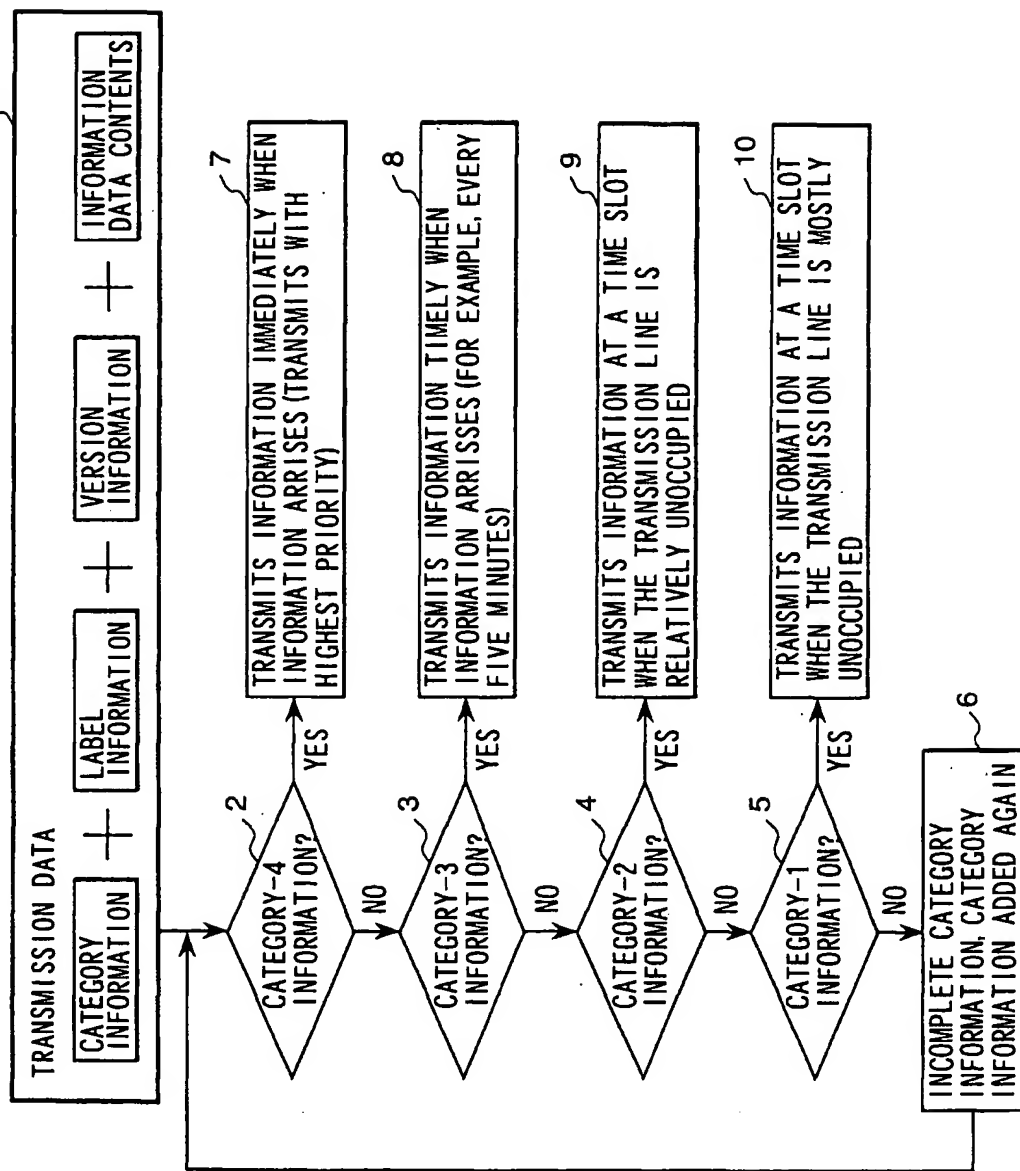 TRANSMISSION DATA
CATEGORY
INFORMATION
+
LABEL
INFORMATION
+
VERSION
INFORMATION
+
INFORMATION
DATA CONTENTS
2
CATEGORY-4
INFORMATION?
YES
NO
7
TRANSMITS INFORMATION IMMEDIATELY WHEN
INFORMATION ARRISES (TRANSMITS WITH
HIGHEST PRIORITY)
3
CATEGORY-3
INFORMATION?
YES
NO
8
TRANSMITS INFORMATION TIMELY WHEN
INFORMATION ARRISSES (FOR EXAMPLE, EVERY
FIVE MINUTES)
4
CATEGORY-2
INFORMATION?
YES
NO
9
TRANSMITS INFORMATION AT A TIME SLOT
WHEN THE TRANSMISSION LINE IS
RELATIVELY UNOCCUPIED
5
CATEGORY-1
INFORMATION?
YES
NO
10
TRANSMITS INFORMATION AT A TIME SLOT
WHEN THE TRANSMISSION LINE IS MOSTLY
UNOCCUPIED
6
INCOMPLETE CATEGORY
INFORMATION, CATEGORY
INFORMATION ADDED AGAIN